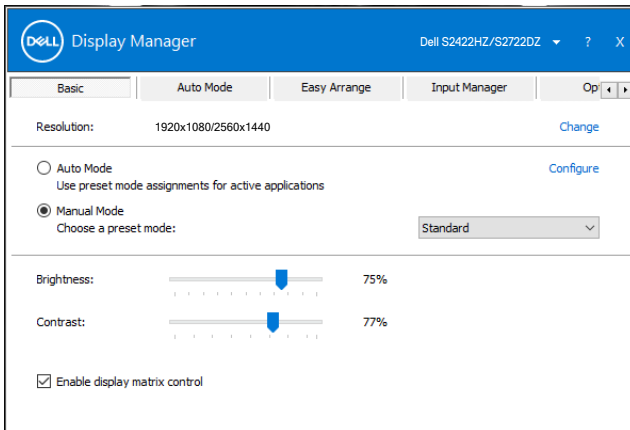 DELL Display Manager Dell S2422HZ/S2722DZ ? X
Basic Auto Mode Easy Arrange Input Manager Op
Resolution: 1920x1080/2560x1440 Change
Auto Mode Configure
Use preset mode assignments for active applications
Manual Mode
Choose a preset mode: Standard
Brightness: 75%
Contrast: 77%
Enable display matrix control